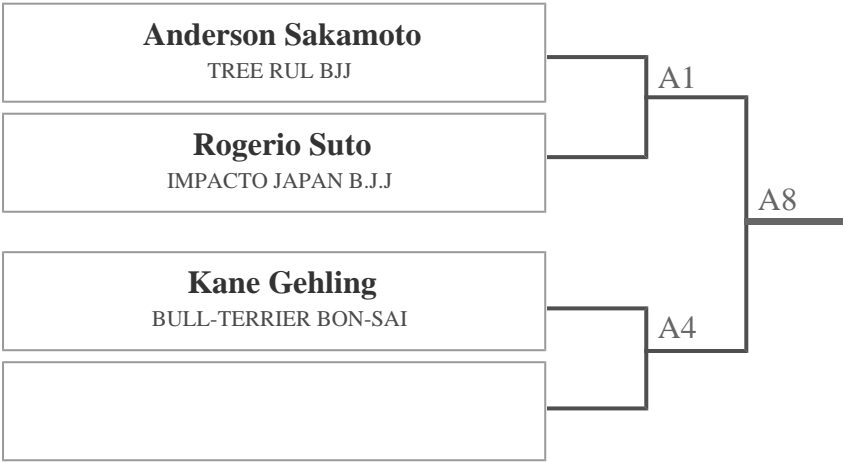 Anderson Sakamoto
TREE RUL BJJ
A1
Rogerio Suto
IMPACTO JAPAN B.J.J
A8
Kane Gehling
BULL-TERRIER BON-SAI
A4